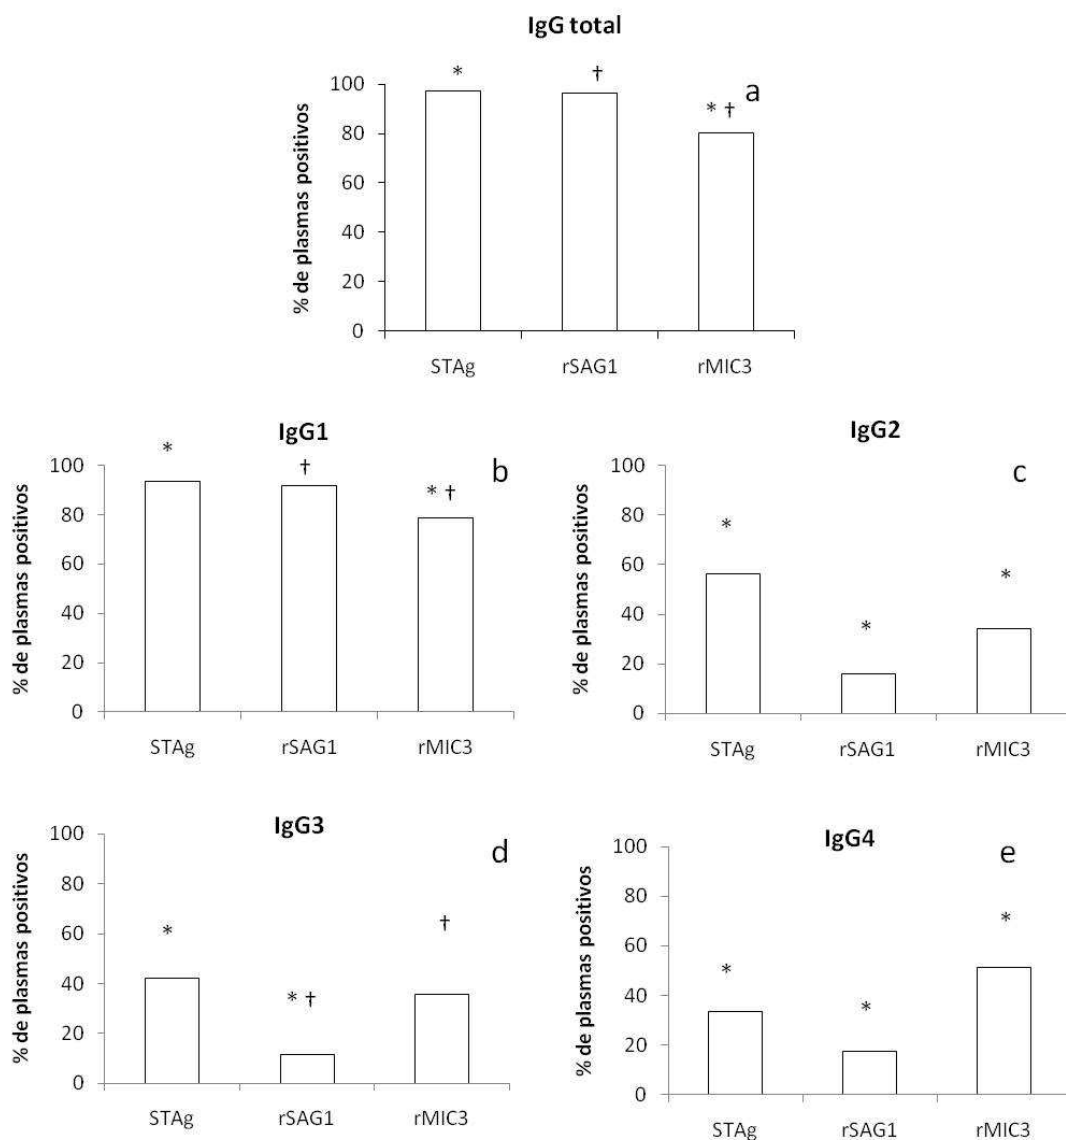 IgG total
a
% de plasmas positivos
100
80
60
40
20
0
*
†
* †
STAg rSAG1 rMIC3
IgG1
b
% de plasmas positivos
100
80
60
40
20
0
*
†
* †
STAg rSAG1 rMIC3
IgG2
c
% de plasmas positivos
100
80
60
40
20
0
*
*
*
STAg rSAG1 rMIC3
IgG3
d
% de plasmas positivos
100
80
60
40
20
0
*
* †
†
STAg rSAG1 rMIC3
IgG4
e
% de plasmas positivos
100
80
60
40
20
0
*
*
*
STAg rSAG1 rMIC3